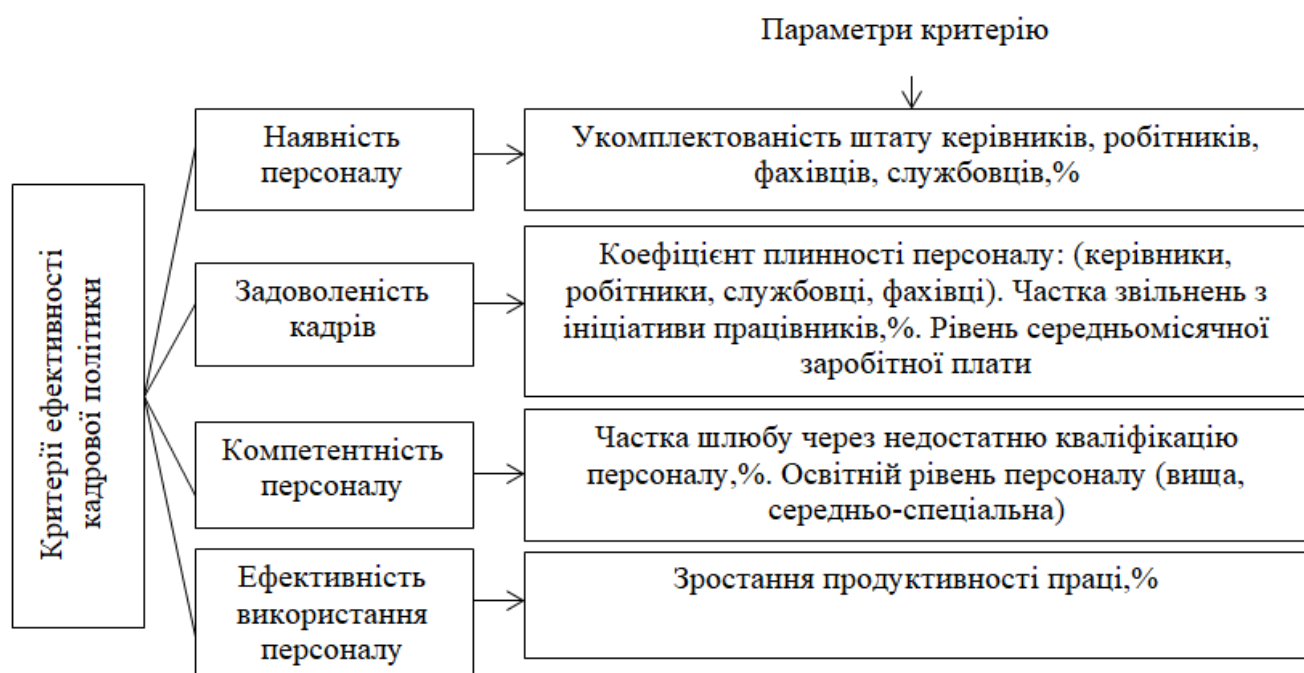 Параметри критерію
Критерії ефективності
кадрової політики
Наявність
персоналу
Укомплектованість штату керівників, робітників,
фахівців, службовців,%
Задоволеність
кадрів
Коефіцієнт плинності персоналу: (керівники,
робітники, службовці, фахівці). Частка звільнень з
ініціативи працівників,%. Рівень середньомісячної
заробітної плати
Компетентність
персоналу
Частка шлюбу через недостатню кваліфікацію
персоналу,%. Освітній рівень персоналу (вища,
середньо-спеціальна)
Ефективність
використання
персоналу
Зростання продуктивності праці,%